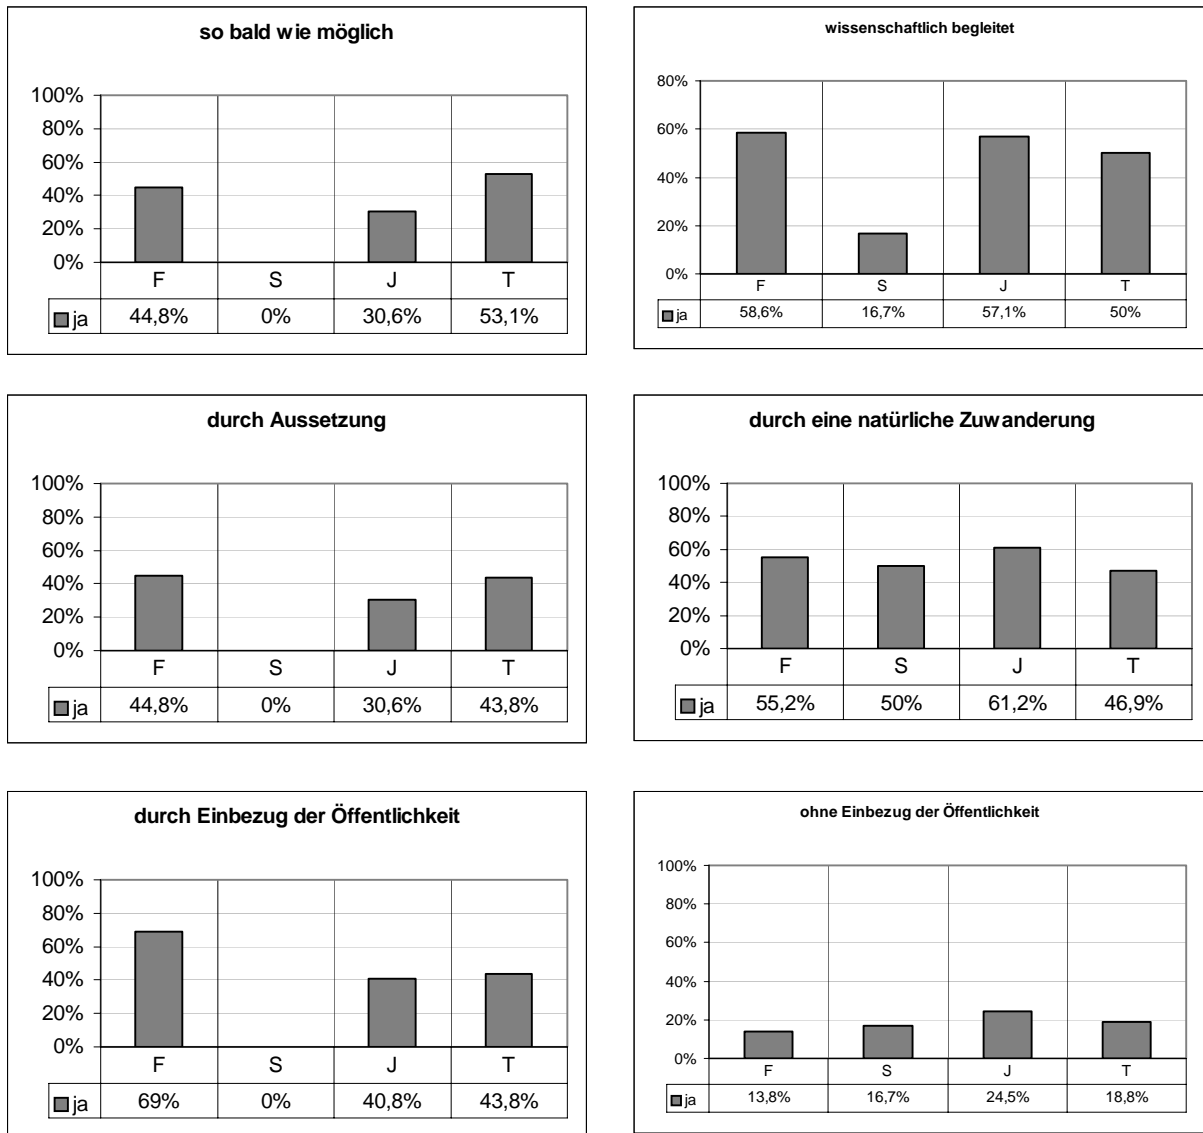 so bald wie möglich
100%
80%
60%
40%
20%
0%
F S J T
ja 44,8% 0% 30,6% 53,1%
wissenschaftlich begleitet
80%
60%
40%
20%
0%
F S J T
ja 58,6% 16,7% 57,1% 50%
durch Aussetzung
100%
80%
60%
40%
20%
0%
F S J T
ja 44,8% 0% 30,6% 43,8%
durch eine natürliche Zuwanderung
100%
80%
60%
40%
20%
0%
F S J T
ja 55,2% 50% 61,2% 46,9%
durch Einbezug der Öffentlichkeit
100%
80%
60%
40%
20%
0%
F S J T
ja 69% 0% 40,8% 43,8%
ohne Einbezug der Öffentlichkeit
100%
80%
60%
40%
20%
0%
F S J T
ja 13,8% 16,7% 24,5% 18,8%